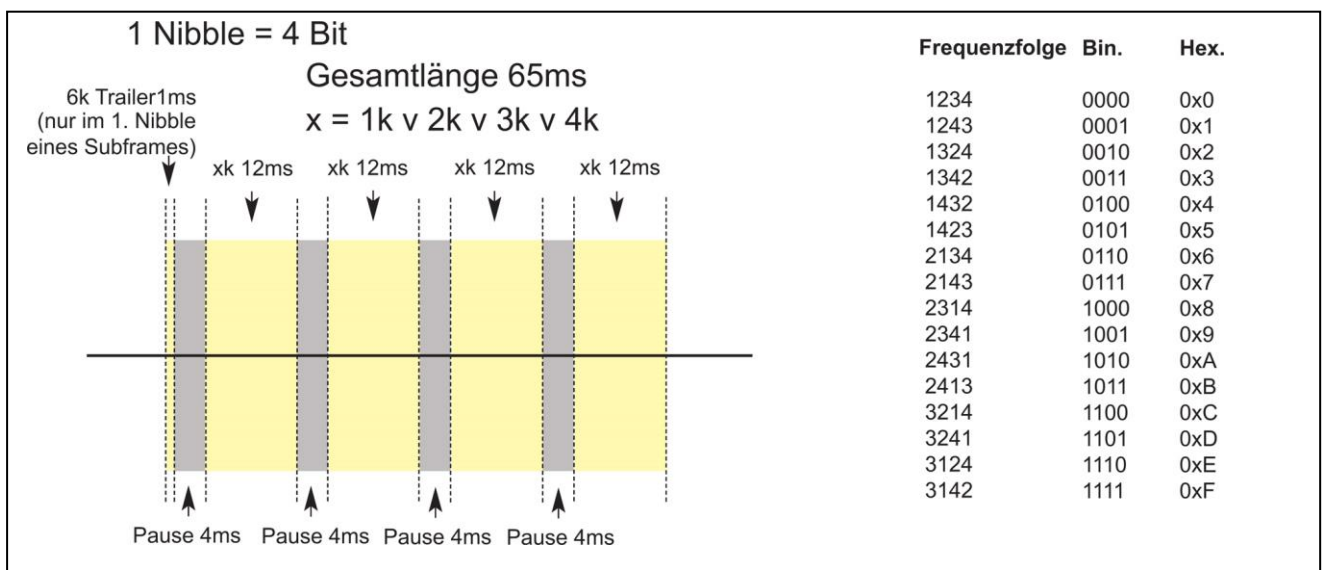 1 Nibble = 4 Bit
Gesamtlänge 65ms
x = 1k v 2k v 3k v 4k
6k Trailer1ms
(nur im 1. Nibble
eines Subframes)
xk 12ms xk 12ms xk 12ms xk 12ms
Pause 4ms Pause 4ms Pause 4ms Pause 4ms
Frequenzfolge Bin. Hex.
1234 0000 0x0
1243 0001 0x1
1324 0010 0x2
1342 0011 0x3
1432 0100 0x4
1423 0101 0x5
2134 0110 0x6
2143 0111 0x7
2314 1000 0x8
2341 1001 0x9
2431 1010 0xA
2413 1011 0xB
3214 1100 0xC
3241 1101 0xD
3124 1110 0xE
3142 1111 0xF